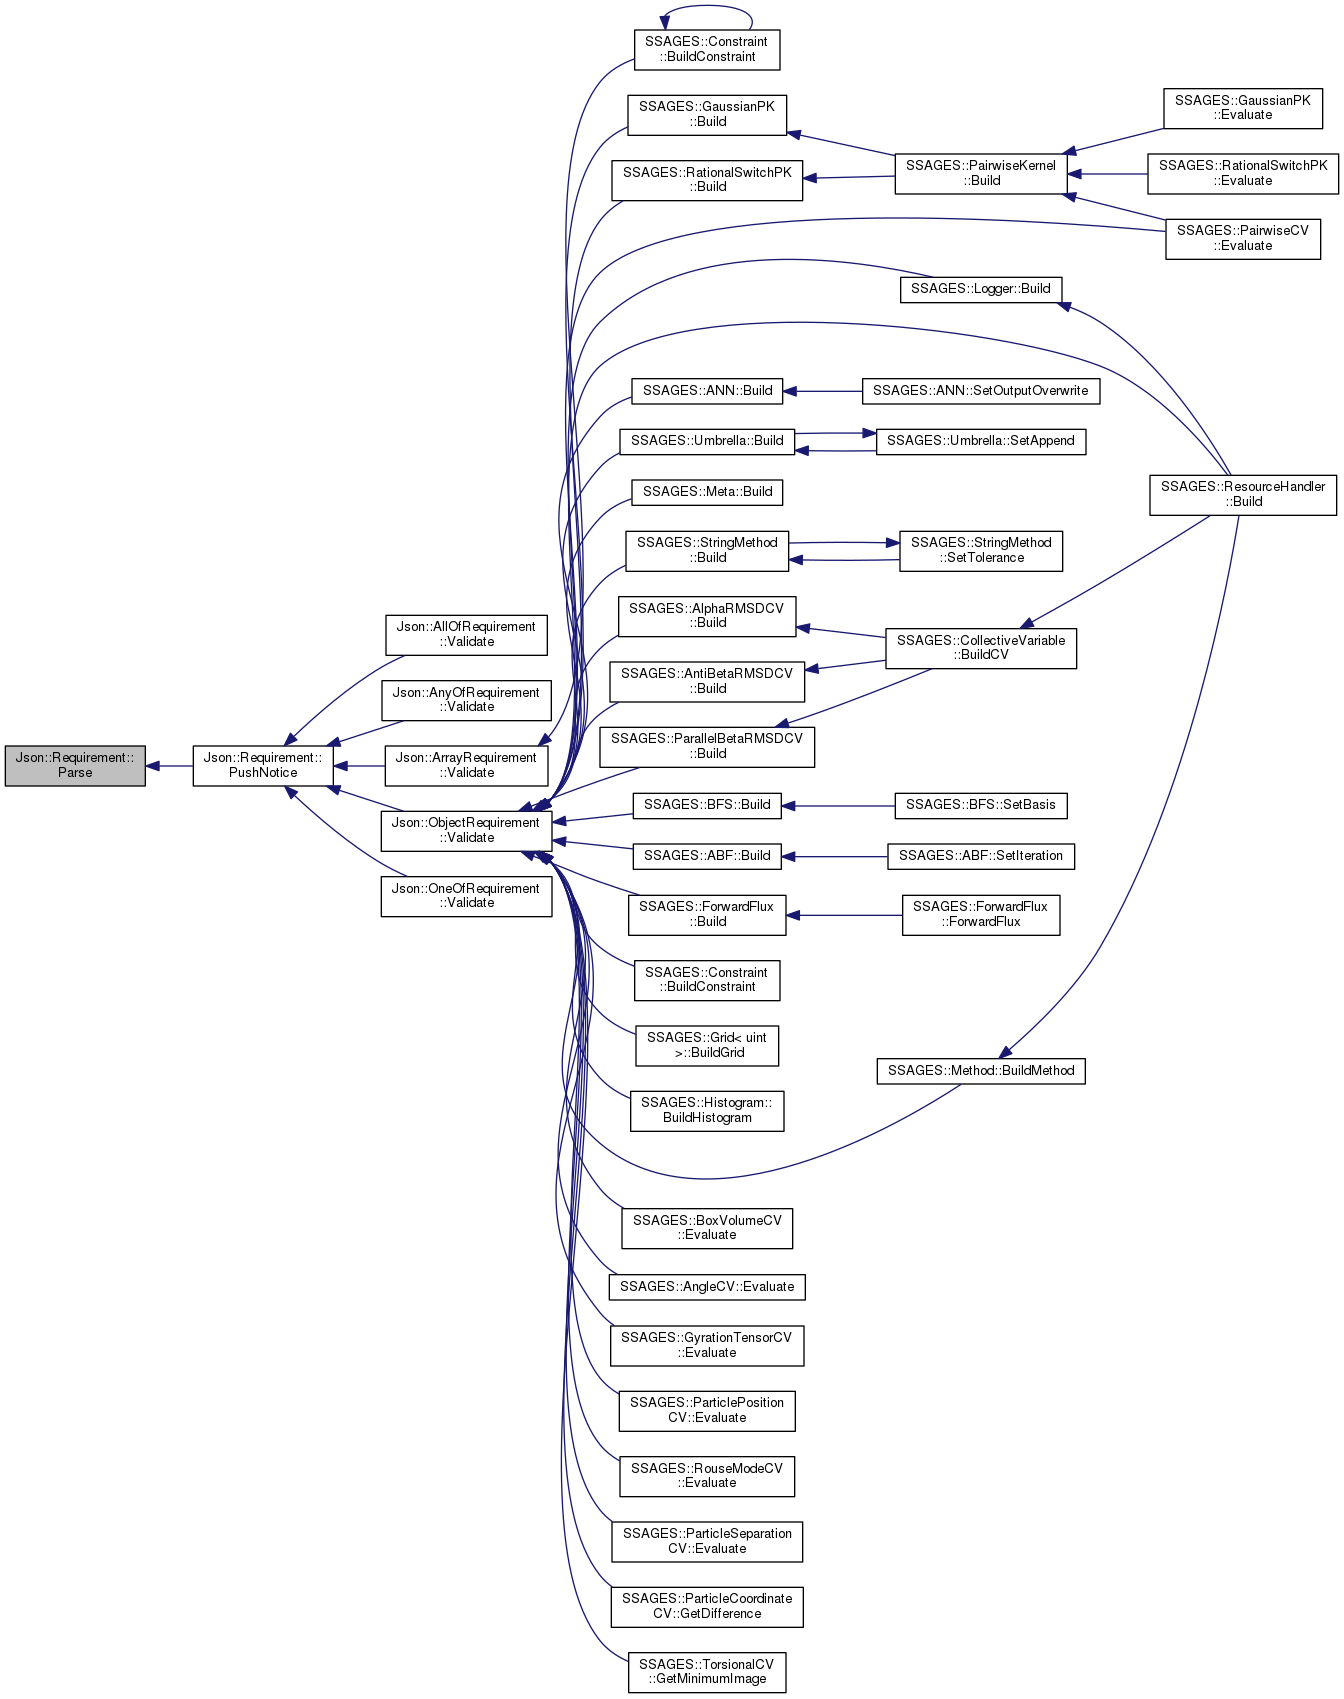 SSAGES::Constraint
::BuildConstraint
SSAGES::GaussianPK
::Build
SSAGES::GaussianPK
::Evaluate
SSAGES::RationalSwitchPK
::Build
SSAGES::PairwiseKernel
::Build
SSAGES::RationalSwitchPK
::Evaluate
SSAGES::PairwiseCV
::Evaluate
SSAGES::Logger::Build
SSAGES::ANN::Build
SSAGES::ANN::SetOutputOverwrite
SSAGES::Umbrella::Build
SSAGES::Umbrella::SetAppend
SSAGES::Meta::Build
SSAGES::ResourceHandler
::Build
SSAGES::StringMethod
::Build
SSAGES::StringMethod
::SetTolerance
SSAGES::AlphaRMSDCV
::Build
SSAGES::CollectiveVariable
::BuildCV
SSAGES::AntiBetaRMSDCV
::Build
SSAGES::ParallelBetaRMSDCV
::Build
Json::AllOfRequirement
::Validate
Json::AnyOfRequirement
::Validate
Json::Requirement::
Parse
Json::Requirement::
PushNotice
Json::ArrayRequirement
::Validate
Json::ObjectRequirement
::Validate
Json::OneOfRequirement
::Validate
SSAGES::BFS::Build
SSAGES::BFS::SetBasis
SSAGES::ABF::Build
SSAGES::ABF::SetIteration
SSAGES::ForwardFlux
::Build
SSAGES::ForwardFlux
::ForwardFlux
SSAGES::Constraint
::BuildConstraint
SSAGES::Grid< uint
>::BuildGrid
SSAGES::Method::BuildMethod
SSAGES::Histogram::
BuildHistogram
SSAGES::BoxVolumeCV
::Evaluate
SSAGES::AngleCV::Evaluate
SSAGES::GyrationTensorCV
::Evaluate
SSAGES::ParticlePosition
CV::Evaluate
SSAGES::RouseModeCV
::Evaluate
SSAGES::ParticleSeparation
CV::Evaluate
SSAGES::ParticleCoordinate
CV::GetDifference
SSAGES::TorsionalCV
::GetMinimumImage